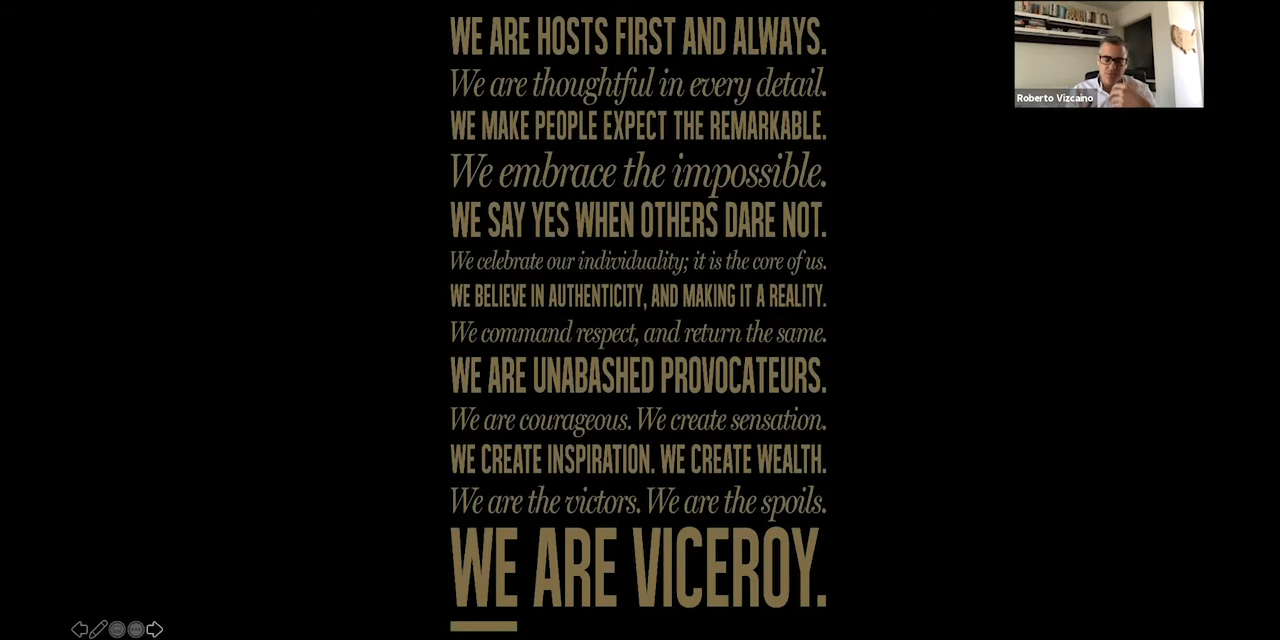 WE ARE HOSTS FIRST AND ALWAYS.
We are thoughtful in every detail.
WE MAKE PEOPLE EXPECT THE REMARKABLE.
We embrace the impossible.
WE SAY YES WHEN OTHERS DARE NOT.
We celebrate our individuality; it is the core of us.
WE BELIEVE IN AUTHENTICITY, AND MAKING IT A REALITY.
We command respect, and return the same.
WE ARE UNABASHED PROVOCATEURS.
We are courageous. We create sensation.
WE CREATE INSPIRATION. WE CREATE WEALTH.
We are the victors. We are the spoils.
WE ARE VICEROY.
Roberto Vizcaino